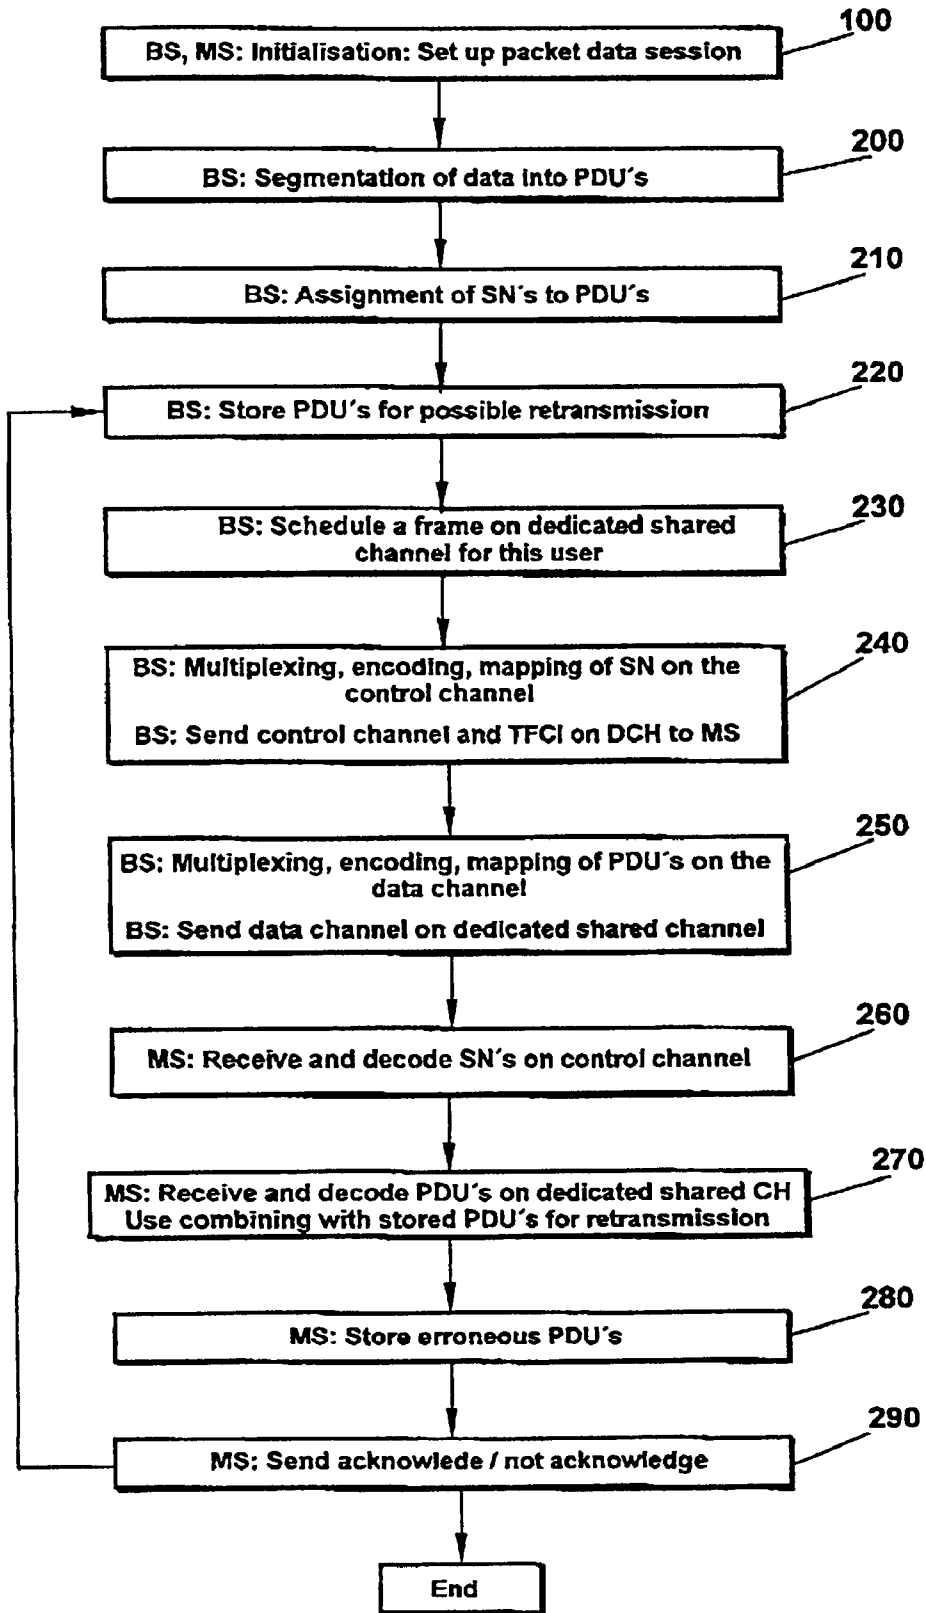 100
BS, MS: Initialisation: Set up packet data session
200
BS: Segmentation of data into PDU´s
210
BS: Assignment of SN´s to PDU´s
220
BS: Store PDU´s for possible retransmission
230
BS: Schedule a frame on dedicated shared
channel for this user
240
BS: Multiplexing, encoding, mapping of SN on the
control channel
BS: Send control channel and TFCI on DCH to MS
250
BS: Multiplexing, encoding, mapping of PDU´s on the
data channel
BS: Send data channel on dedicated shared channel
260
MS: Receive and decode SN´s on control channel
270
MS: Receive and decode PDU´s on dedicated shared CH
Use combining with stored PDU´s for retransmission
280
MS: Store erroneous PDU´s
290
MS: Send acknowlede / not acknowledge
End